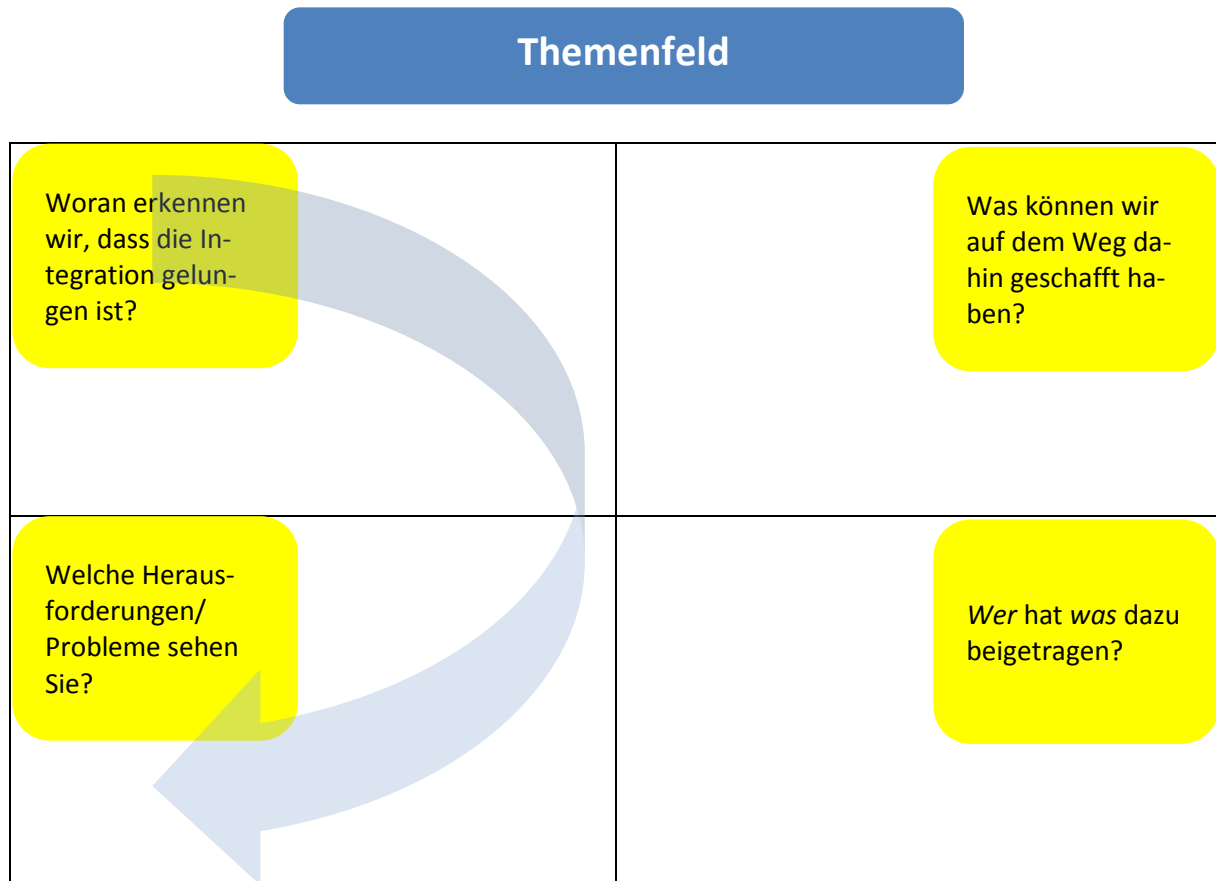 Themenfeld
Woran erkennen
wir, dass die In-
tegration gelun-
gen ist?
Was können wir
auf dem Weg da-
hin geschafft ha-
ben?
Welche Heraus-
forderungen/
Probleme sehen
Sie?
Wer hat was dazu
beigetragen?